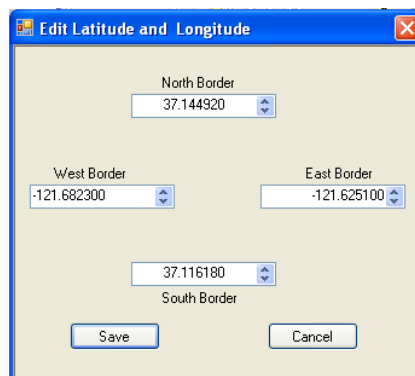 Edit Latitude and Longitude
North Border
37.144920
West Border East Border
-121.682300 -121.625100
37.116180
South Border
Save Cancel